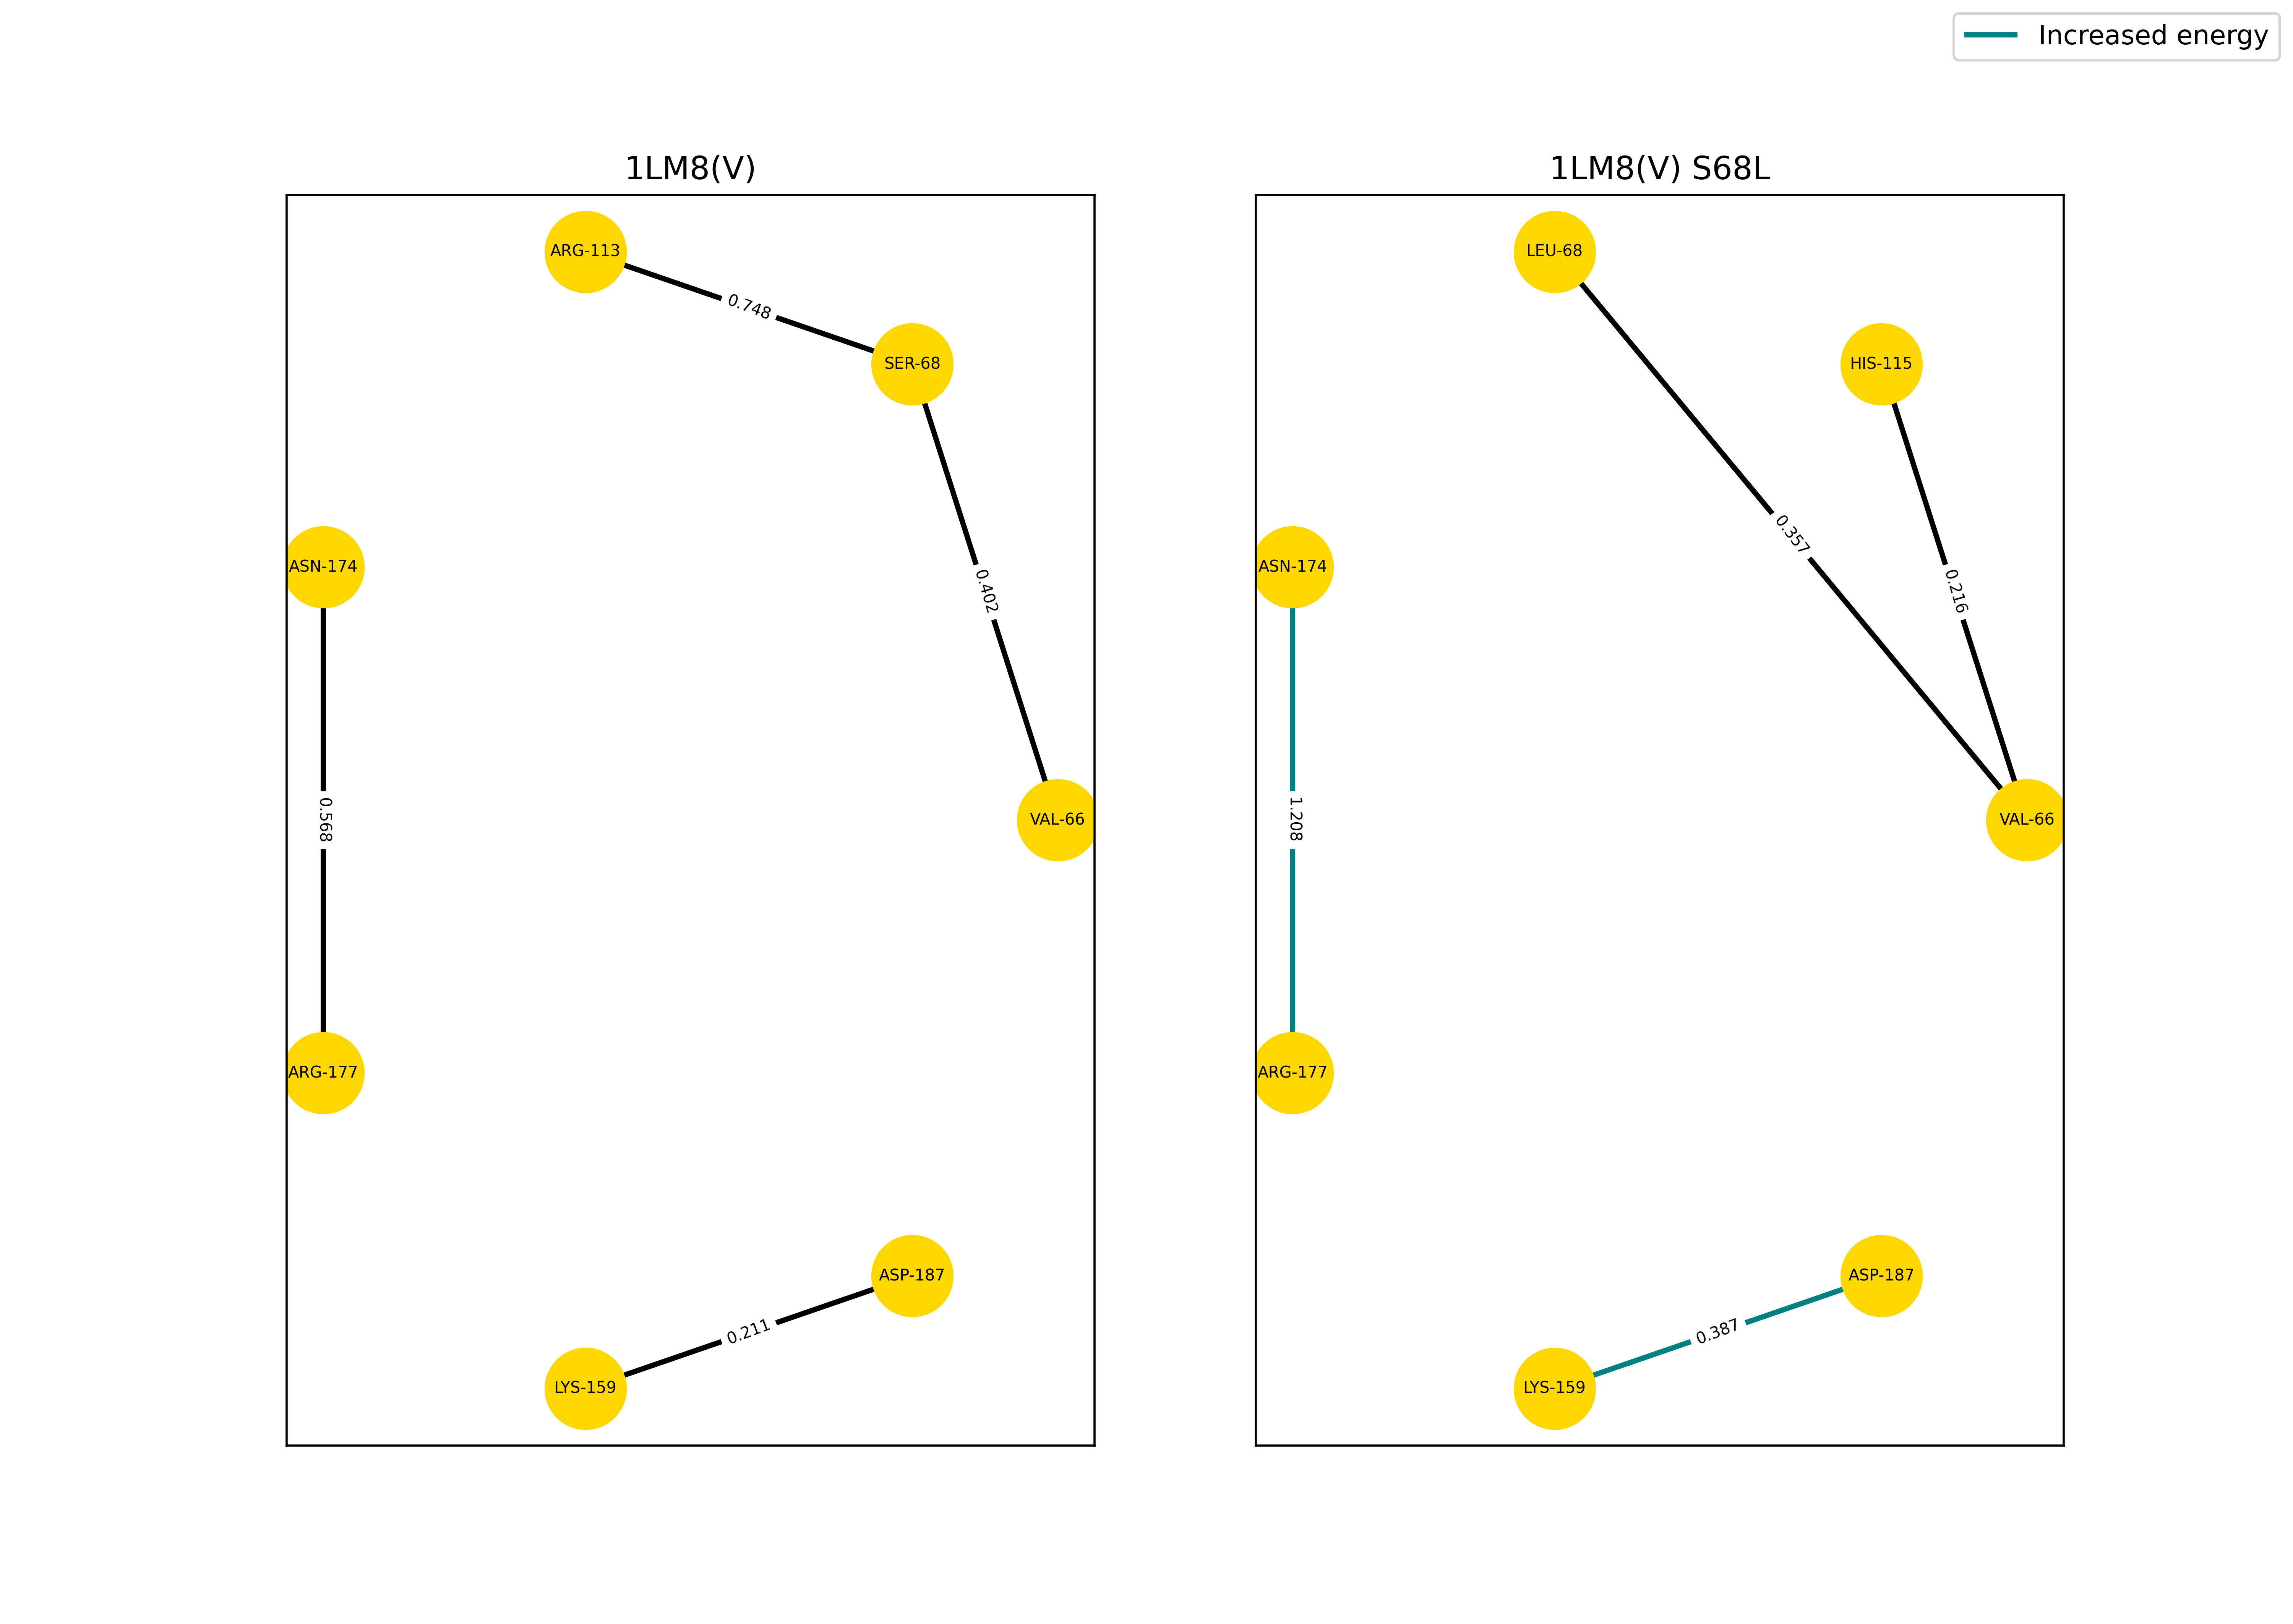 Increased energy
1LM8(V)
ARG-113
0.748
SER-68
ASN-174
0.402
0.568
VAL-66
ARG-177
ASP-187
0.211
LYS-159
1LM8(V) S68L
LEU-68
HIS-115
0.357
ASN-174
0.216
1.208
VAL-66
ARG-177
ASP-187
0.387
LYS-159